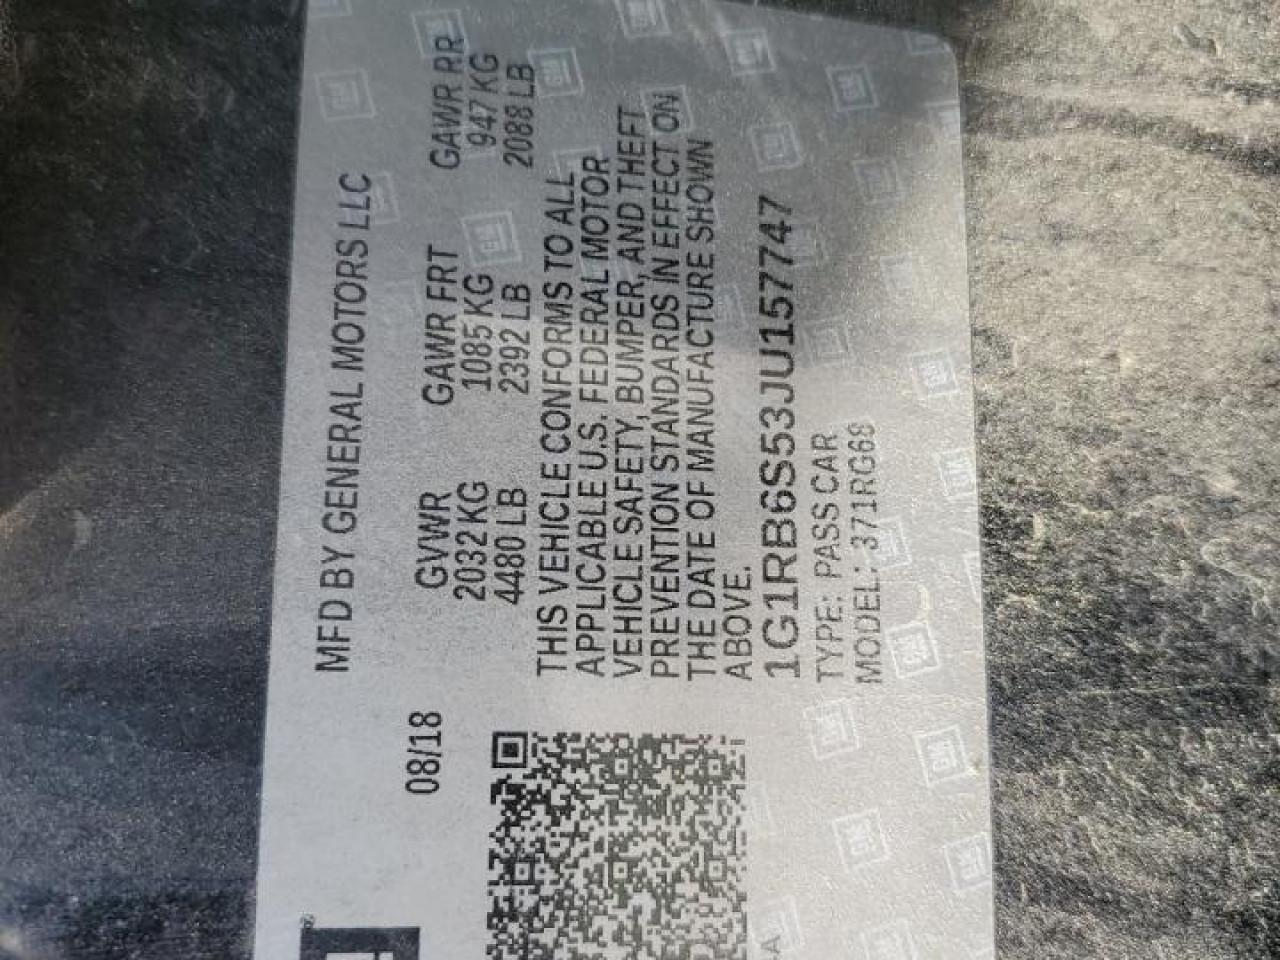 MFD BY GENERAL MOTORS LLC
08/18
GVWR GAWR FRT GAWR RR
2032 KG 1085 KG 947 KG
4480 LB 2392 LB 2088 LB
THIS VEHICLE CONFORMS TO ALL
APPLICABLE U.S. FEDERAL MOTOR
VEHICLE SAFETY, BUMPER, AND THEFT
PREVENTION STANDARDS IN EFFECT ON
THE DATE OF MANUFACTURE SHOWN
ABOVE.
1G1RB6S53JU157747
TYPE: PASS CAR
MODEL: 371RG68